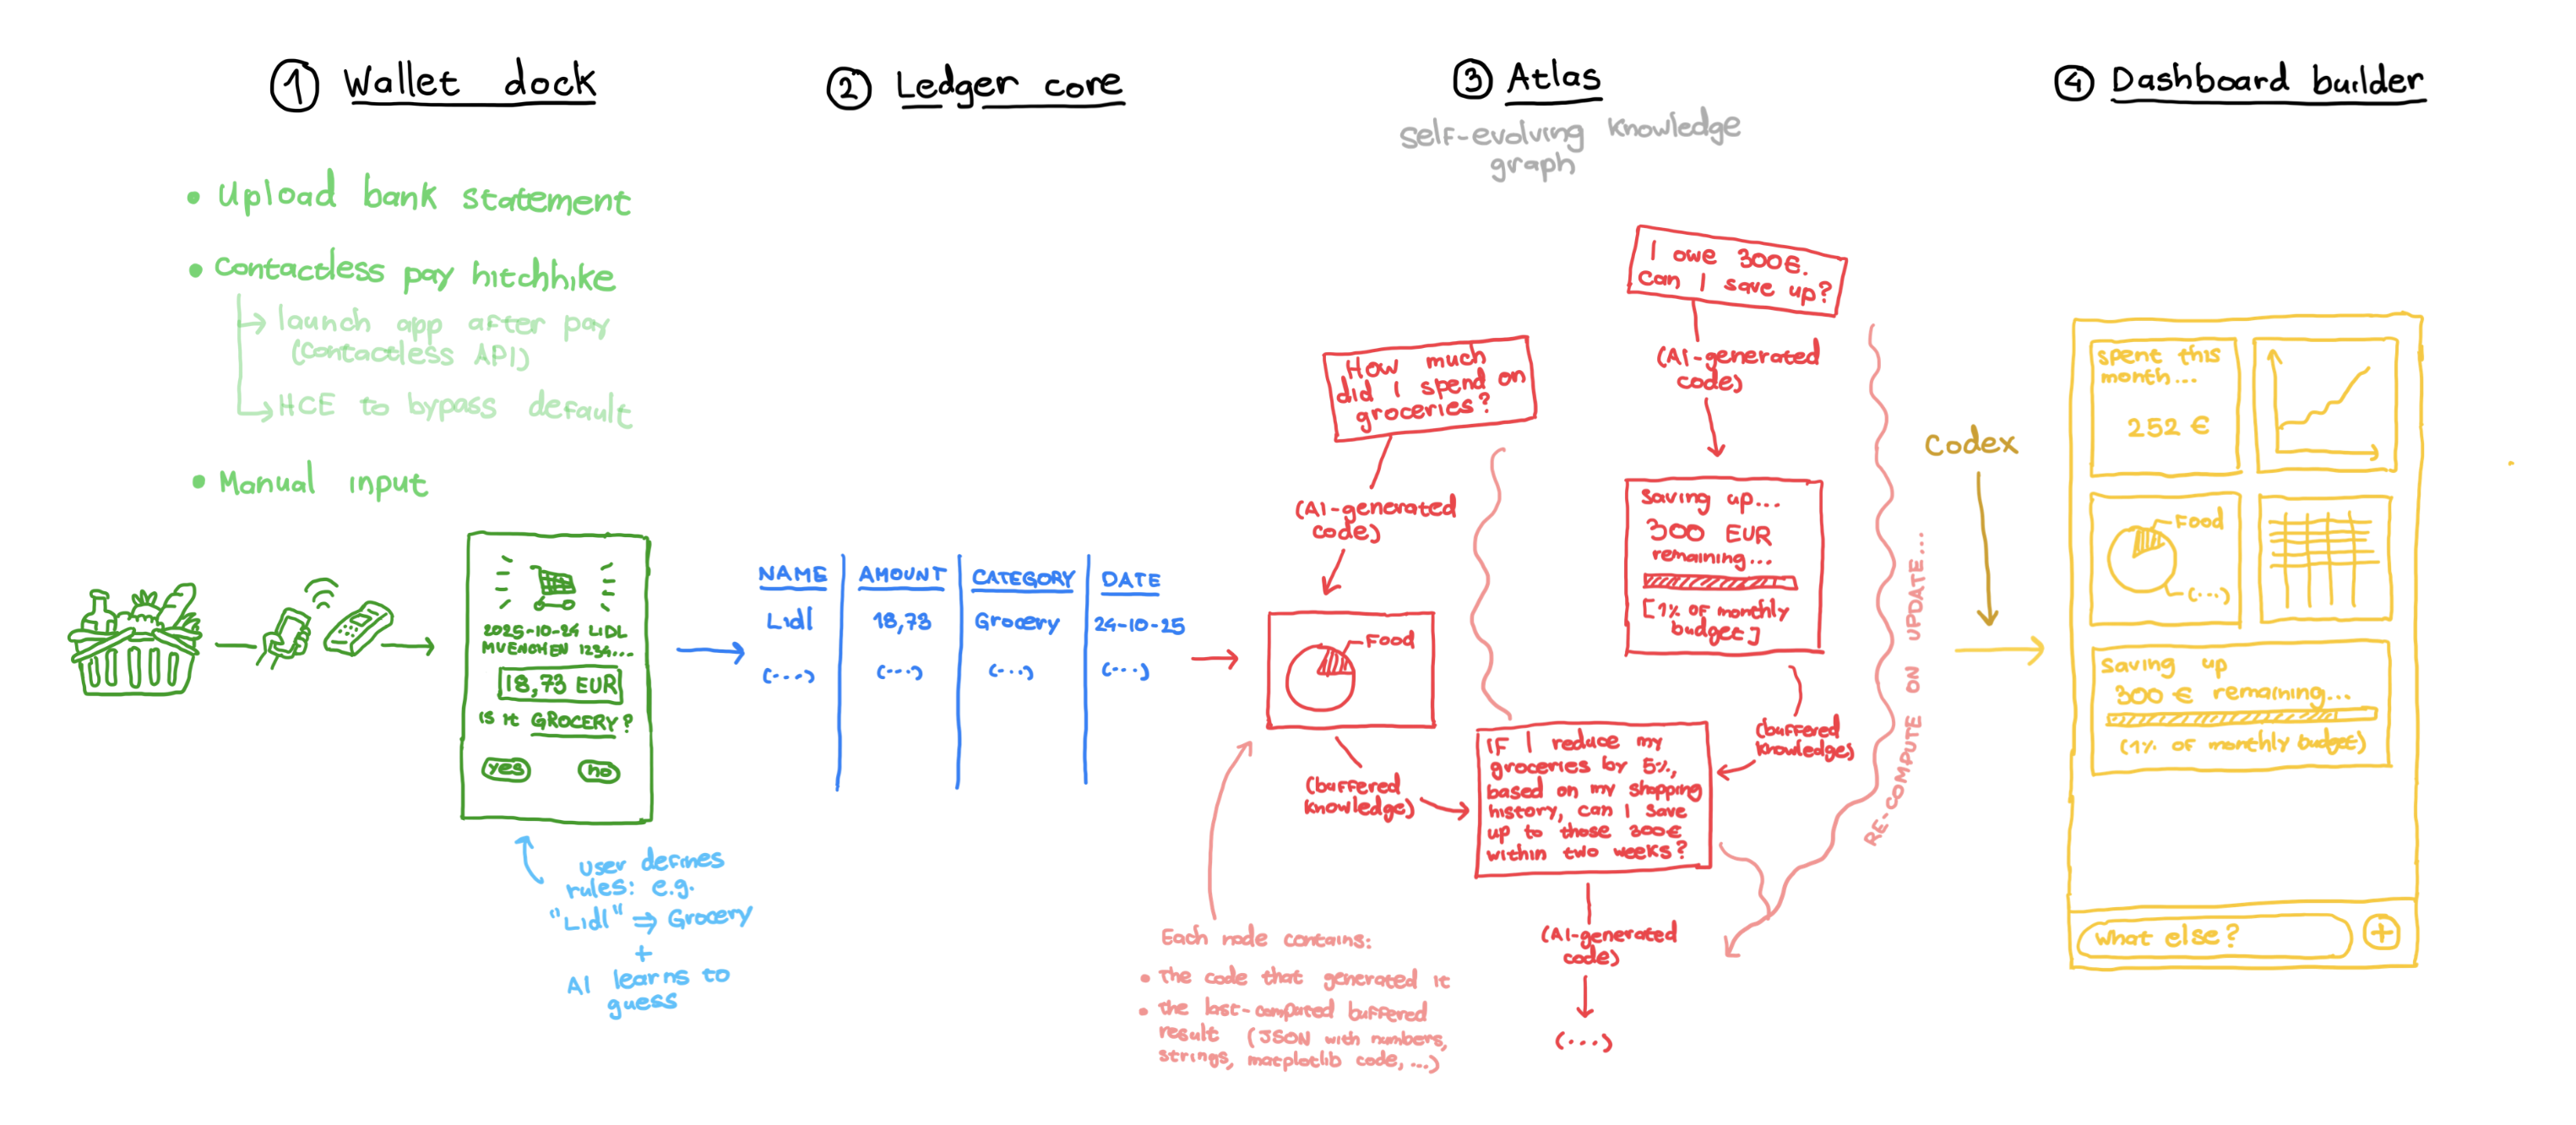 ① Wallet dock
• Upload bank statement
• Contactless pay hitchhike
→ launch app after pay
(Contactless API)
→ HCE to bypass default
• Manual input
2025-10-24 LIDL
MUENCHEN 1234...
18,73 EUR
is it GROCERY?
yes
no
User defines
rules: e.g.
"Lidl" ⇒ Grocery
+
AI learns to
guess
② Ledger core
NAME AMOUNT CATEGORY DATE
Lidl 18,73 Grocery 24-10-25
(...) (...) (...) (...)
③ Atlas
Self-evolving knowledge
graph
How much
did I spend on
groceries?
(AI-generated
code)
Food
(buffered
knowledge)
I owe 300€.
Can I save up?
(AI-generated
code)
Saving up...
300 EUR
remaining...
[1% of monthly
budget]
(buffered
knowledge)
IF I reduce my
groceries by 5%,
based on my shopping
history, can I save
up to those 300€
within two weeks?
(AI-generated
code)
(...)
RE-COMPUTE ON UPDATE...
Each node contains:
• the code that generated it
• the last-computed buffered
result (JSON with numbers,
strings, matplotlib code, ...)
Codex
④ Dashboard builder
spent this
month...
252 €
Food
(...)
Saving up
300 € remaining...
(1% of monthly budget)
What else?
+